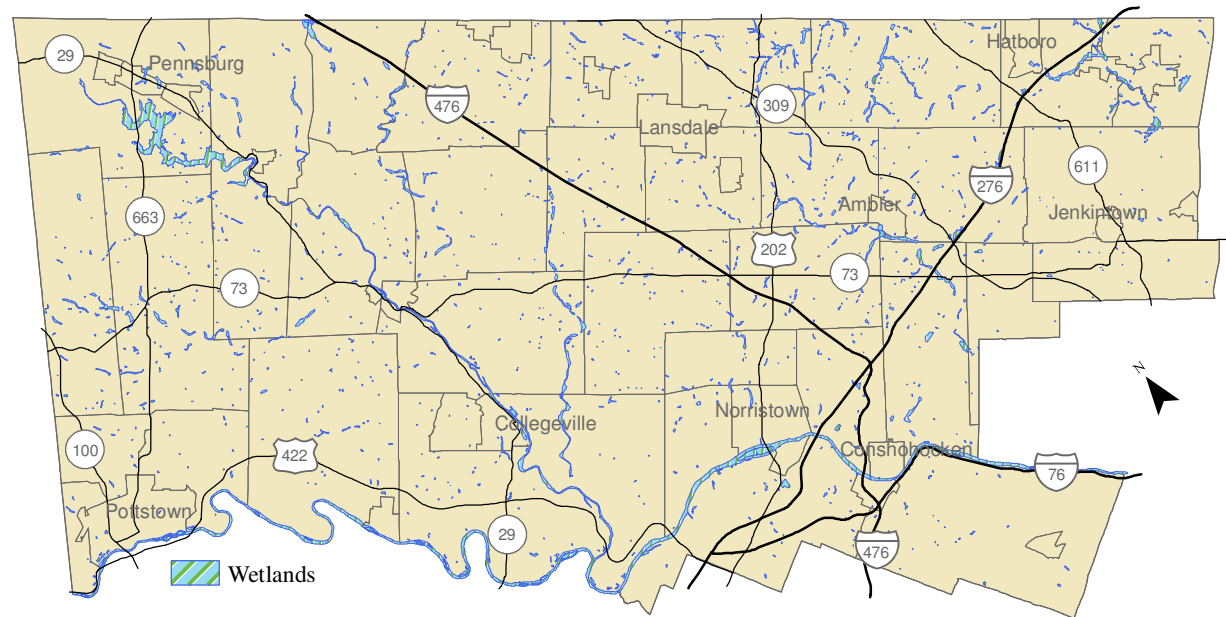 Hatboro
29
Pennsburg
476
309
Lansdale
611
276
663
Ambler
Jenkintown
202
73
73
N
Norristown
Collegeville
100
422
Conshohocken
76
Pottstown
29
476
Wetlands